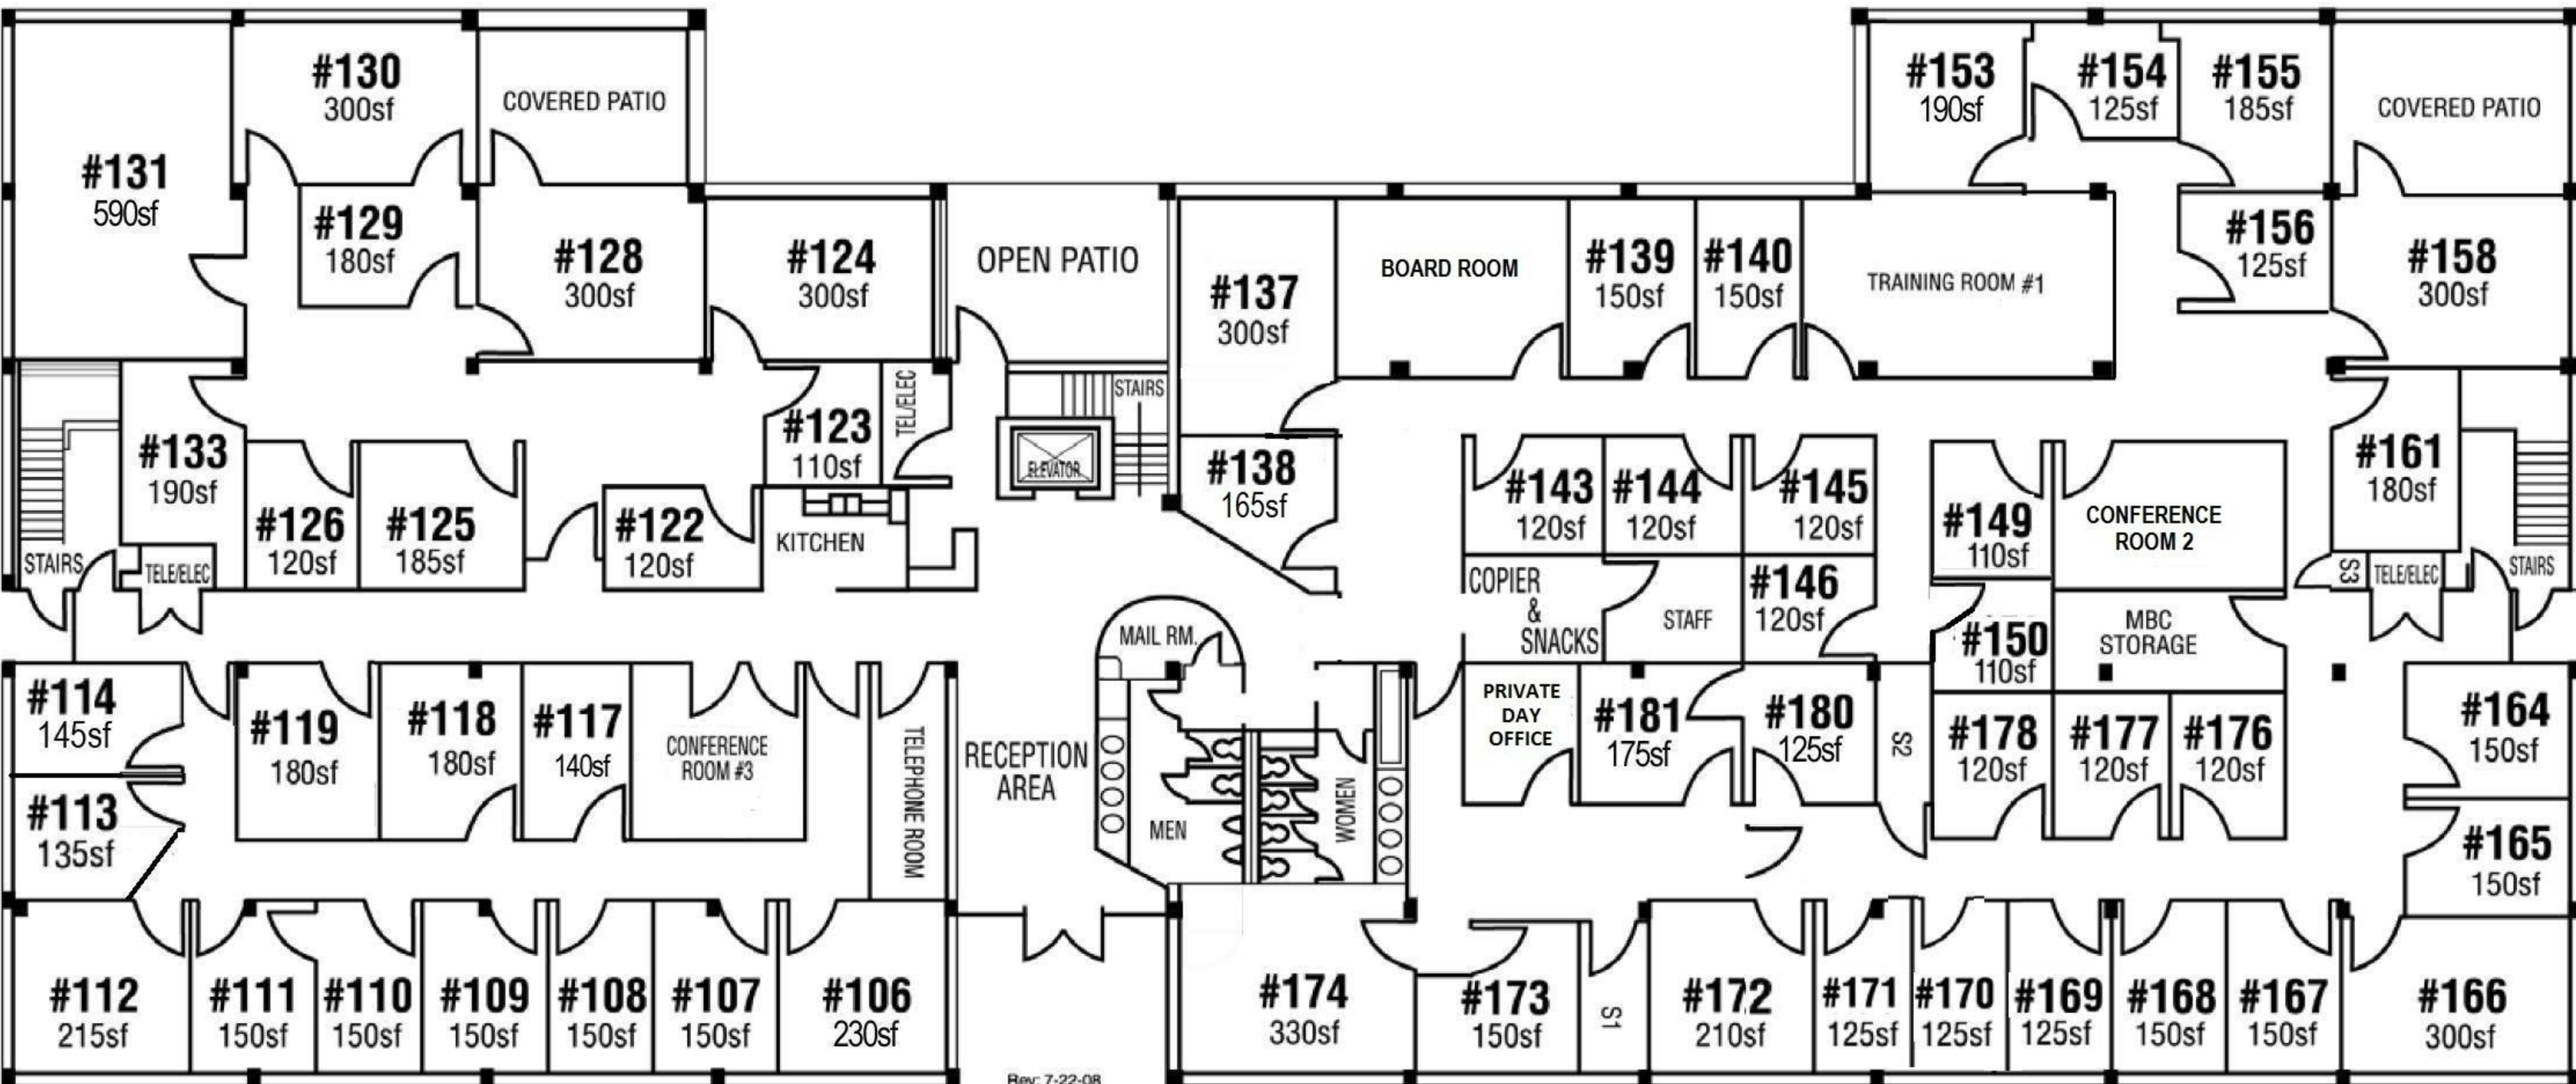 #130
300sf
COVERED PATIO
#153
190sf
#154
125sf
#155
185sf
COVERED PATIO
#131
590sf
#129
180sf
#128
300sf
#124
300sf
OPEN PATIO
#137
300sf
BOARD ROOM
#139
150sf
#140
150sf
TRAINING ROOM #1
#156
125sf
#158
300sf
#133
190sf
#126
120sf
#125
185sf
#122
120sf
#123
110sf
TEL/ELEC
KITCHEN
STAIRS
ELEVATOR
#138
165sf
#143
120sf
#144
120sf
#145
120sf
#149
110sf
CONFERENCE
ROOM 2
#161
180sf
STAIRS
TELE/ELEC
COPIER
&
SNACKS
STAFF
#146
120sf
#150
110sf
MBC
STORAGE
S3
TELE/ELEC
STAIRS
MAIL RM.
#114
145sf
#113
135sf
#119
180sf
#118
180sf
#117
140sf
CONFERENCE
ROOM #3
TELEPHONE ROOM
RECEPTION
AREA
MEN
WOMEN
PRIVATE
DAY
OFFICE
#181
175sf
#180
125sf
S2
#178
120sf
#177
120sf
#176
120sf
#164
150sf
#165
150sf
#112
215sf
#111
150sf
#110
150sf
#109
150sf
#108
150sf
#107
150sf
#106
230sf
#174
330sf
#173
150sf
S1
#172
210sf
#171
125sf
#170
125sf
#169
125sf
#168
150sf
#167
150sf
#166
300sf
Rev: 7-22-08